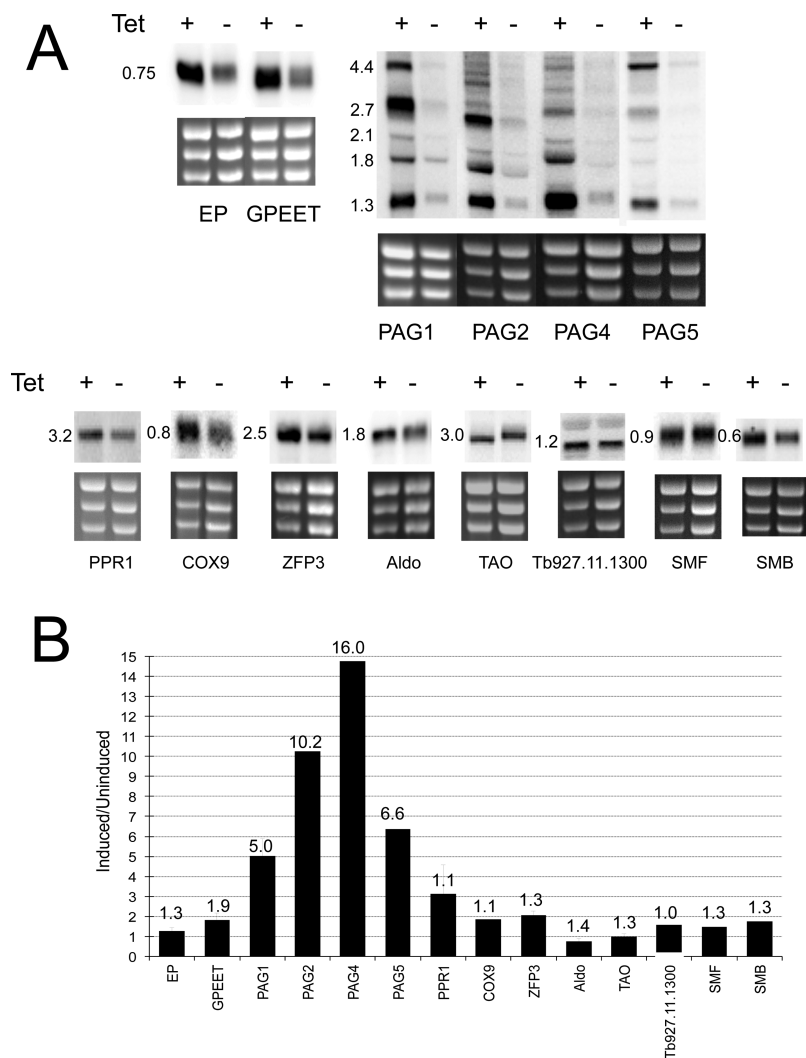 A
Tet + - + -
0.75
EP GPEET
+ - + - + - + -
4.4
2.7
2.1
1.8
1.3
PAG1 PAG2 PAG4 PAG5
Tet + - + - + - + - + - + - + - + -
3.2 0.8 2.5 1.8 3.0 1.2 0.9 0.6
PPR1 COX9 ZFP3 Aldo TAO Tb927.11.1300 SMF SMB
B
Induced/Uninduced
15
14
13
12
11
10
9
8
7
6
5
4
3
2
1
0
1.3 1.9 5.0 10.2 16.0 6.6 1.1 1.1 1.3 1.4 1.3 1.0 1.3 1.3
EP GPEET PAG1 PAG2 PAG4 PAG5 PPR1 COX9 ZFP3 Aldo TAO Tb927.11.1300 SMF SMB